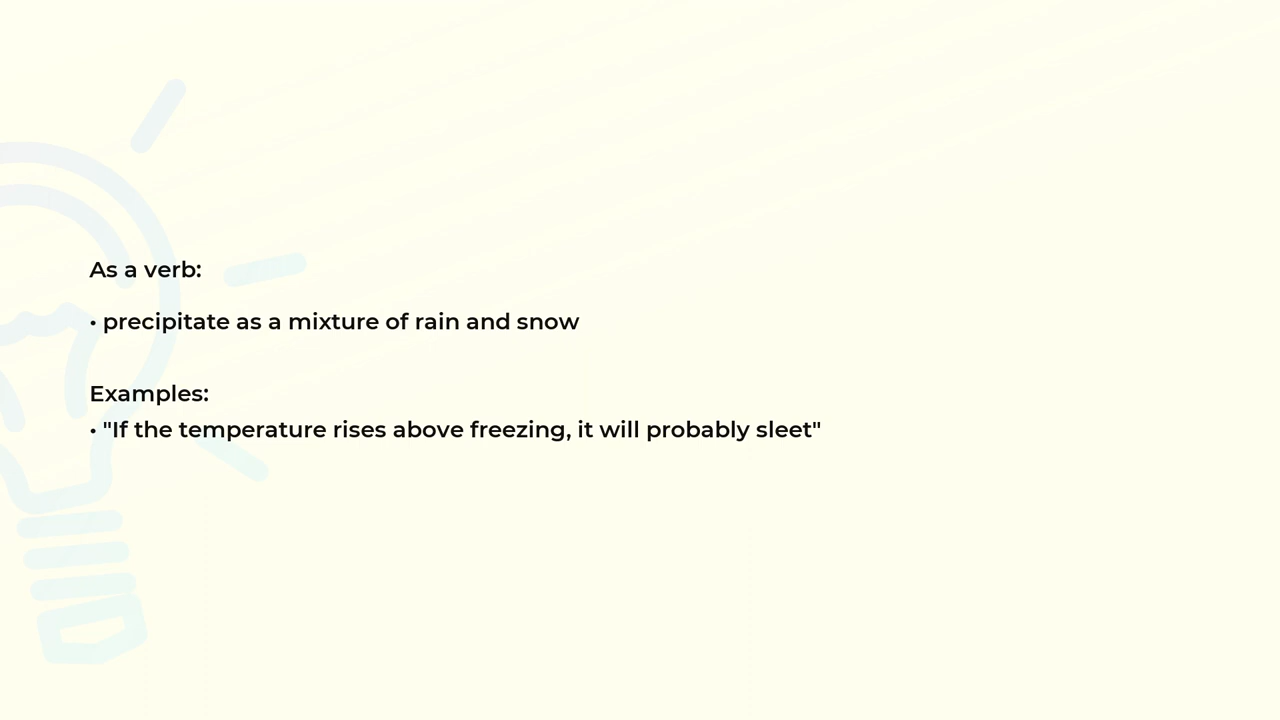 As a verb:
• precipitate as a mixture of rain and snow
Examples:
• "If the temperature rises above freezing, it will probably sleet"